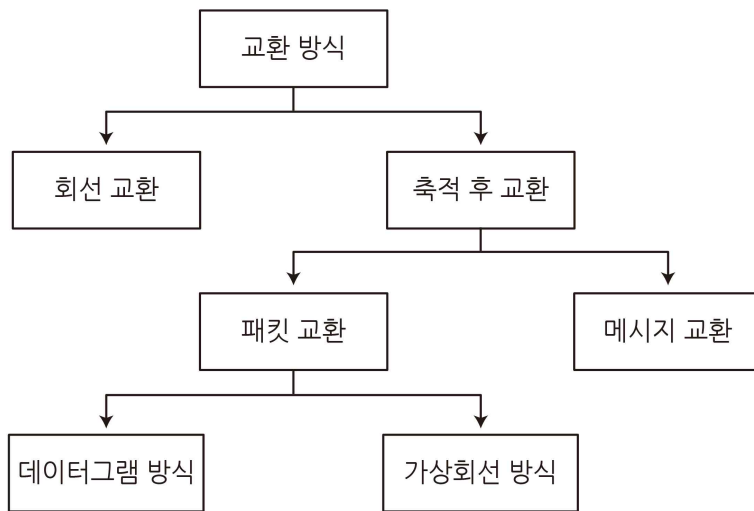 교환 방식
회선 교환
축적 후 교환
패킷 교환
메시지 교환
데이터그램 방식
가상회선 방식